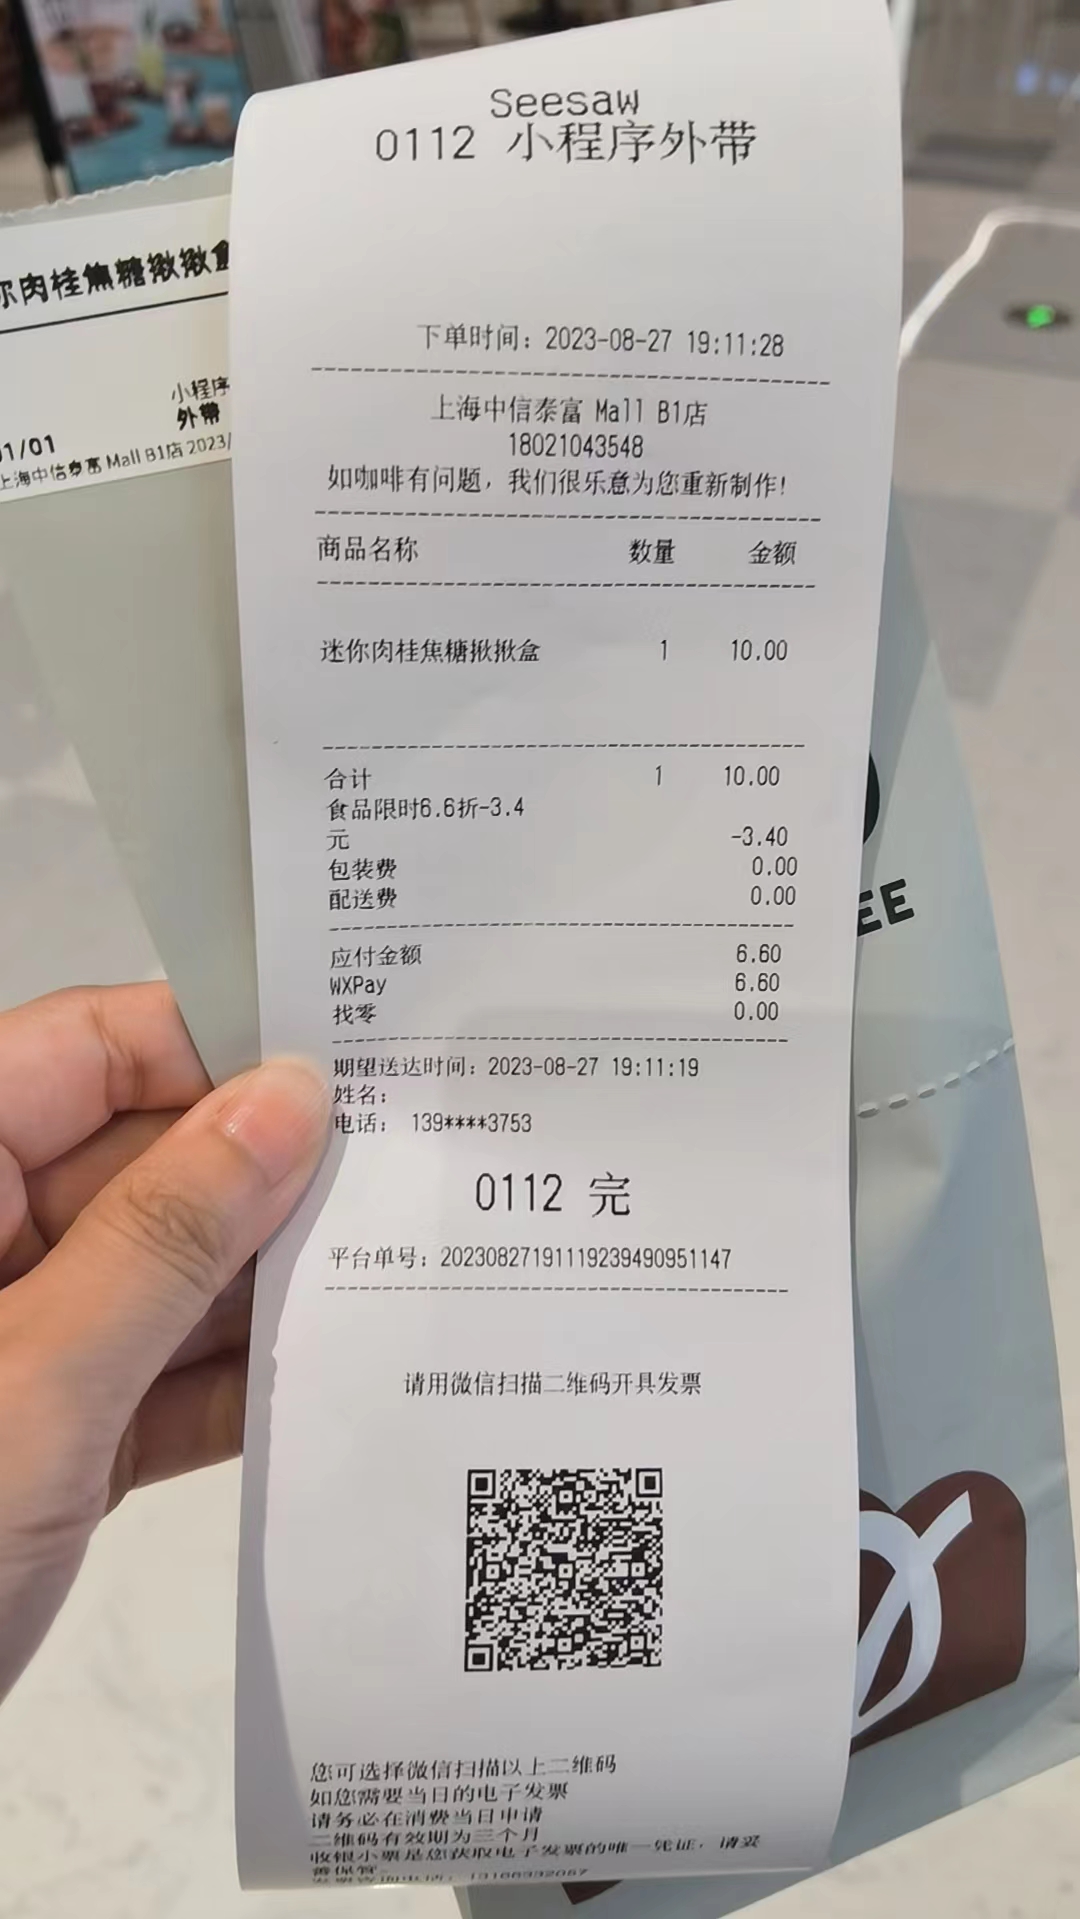 Seesaw
0112 小程序外带
下单时间：2023-08-27 19:11:28
上海中信泰富 Mall B1店
18021043548
如咖啡有问题，我们很乐意为您重新制作！
商品名称 数量 金额
迷你肉桂焦糖揪揪盒 1 10.00
合计 1 10.00
食品限时6.6折-3.4
元 -3.40
包装费 0.00
配送费 0.00
应付金额 6.60
WXPay 6.60
找零 0.00
期望送达时间：2023-08-27 19:11:19
姓名：
电话： 139****3753
0112 完
平台单号：20230827191119239490951147
请用微信扫描二维码开具发票
您可选择微信扫描以上二维码
如您需要当日的电子发票
请务必在消费当日申请
二维码有效期为三个月
收银小票是您获取电子发票的唯一凭证，请妥
善保管。
你肉桂焦糖揪揪盒
小程序
外带
01/01
上海中信泰富 Mall B1店 2023/
EE